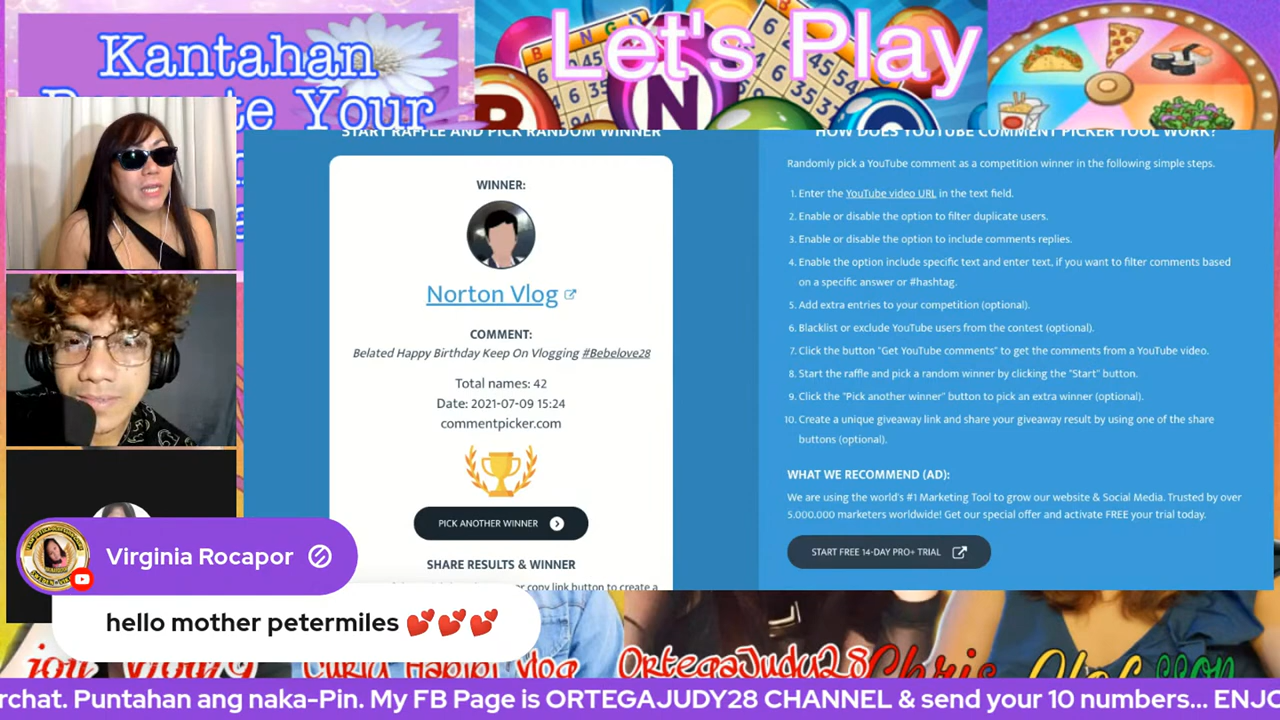 Kantahan
Promote Your
Let's Play
BINGO
N
START RAFFLE AND PICK RANDOM WINNER
WINNER:
Norton Vlog
COMMENT:
Belated Happy Birthday Keep On Vlogging #Bebelove28
Total names: 42
Date: 2021-07-09 15:24
commentpicker.com
PICK ANOTHER WINNER
SHARE RESULTS & WINNER
or copy link button to create a
HOW DOES YOUTUBE COMMENT PICKER TOOL WORK?
Randomly pick a YouTube comment as a competition winner in the following simple steps.
1. Enter the YouTube video URL in the text field.
2. Enable or disable the option to filter duplicate users.
3. Enable or disable the option to include comments replies.
4. Enable the option include specific text and enter text, if you want to filter comments based
on a specific answer or #hashtag.
5. Add extra entries to your competition (optional).
6. Blacklist or exclude YouTube users from the contest (optional).
7. Click the button "Get YouTube comments" to get the comments from a YouTube video.
8. Start the raffle and pick a random winner by clicking the "Start" button.
9. Click the "Pick another winner" button to pick an extra winner (optional).
10. Create a unique giveaway link and share your giveaway result by using one of the share
buttons (optional).
WHAT WE RECOMMEND (AD):
We are using the world's #1 Marketing Tool to grow our website & Social Media. Trusted by over
5.000.000 marketers worldwide! Get our special offer and activate FREE your trial today.
START FREE 14-DAY PRO+ TRIAL
Virginia Rocapor
hello mother petermiles 💕💕💕
Curly Habibi Vlog
OrtegaJudy28
Chris
rchat. Puntahan ang naka-Pin. My FB Page is ORTEGAJUDY28 CHANNEL & send your 10 numbers... ENJO